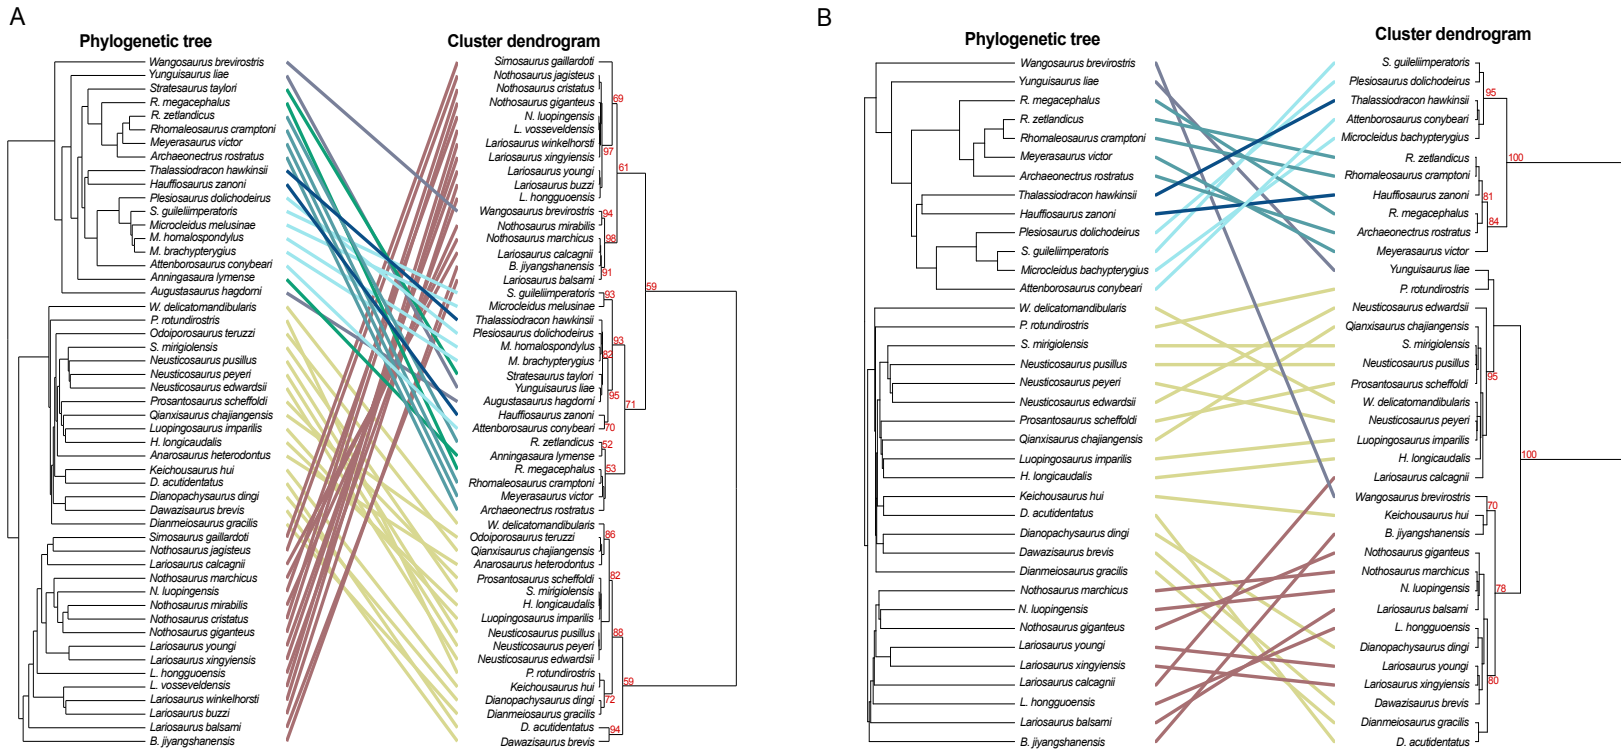 A
Phylogenetic tree
Wangosaurus brevirostris
Yunguisaurus liae
Stratesaurus taylori
R. megacephalus
R. zetlandicus
Rhomaleosaurus cramptoni
Meyerasaurus victor
Archaeonectrus rostratus
Thalassiodracon hawkinsii
Hauffiosaurus zanoni
Plesiosaurus dolichodeirus
S. guileliimperatoris
Microcleidus melusinae
M. homalospondylus
M. brachypterygius
Attenborosaurus conybeari
Anningasaura lymense
Augustasaurus hagdorni
W. delicatomandibularis
P. rotundirostris
Odoiporosaurus teruzzi
S. mirigiolensis
Neusticosaurus pusillus
Neusticosaurus peyeri
Neusticosaurus edwardsii
Prosantosaurus scheffoldi
Qianxisaurus chajiangensis
Luopingosaurus imparilis
H. longicaudalis
Anarosaurus heterodontus
Keichousaurus hui
D. acutidentatus
Dianopachysaurus dingi
Dawazisaurus brevis
Dianmeiosaurus gracilis
Simosaurus gaillardoti
Nothosaurus jagisteus
Lariosaurus calcagnii
Nothosaurus marchicus
N. luopingensis
Nothosaurus mirabilis
Nothosaurus cristatus
Nothosaurus giganteus
Lariosaurus youngi
Lariosaurus xingyiensis
L. hongguoensis
L. vosseveldensis
Lariosaurus winkelhorsti
Lariosaurus buzzi
Lariosaurus balsami
B. jiyangshanensis
Cluster dendrogram
Simosaurus gaillardoti
Nothosaurus jagisteus
Nothosaurus cristatus
Nothosaurus giganteus
N. luopingensis
L. vosseveldensis
Lariosaurus winkelhorsti
Lariosaurus xingyiensis
Lariosaurus youngi
Lariosaurus buzzi
L. hongguoensis
Wangosaurus brevirostris
Nothosaurus mirabilis
Nothosaurus marchicus
Lariosaurus calcagnii
B. jiyangshanensis
Lariosaurus balsami
S. guileliimperatoris
Microcleidus melusinae
Thalassiodracon hawkinsii
Plesiosaurus dolichodeirus
M. homalospondylus
M. brachypterygius
Stratesaurus taylori
Yunguisaurus liae
Augustasaurus hagdorni
Hauffiosaurus zanoni
Attenborosaurus conybeari
R. zetlandicus
Anningasaura lymense
R. megacephalus
Rhomaleosaurus cramptoni
Meyerasaurus victor
Archaeonectrus rostratus
W. delicatomandibularis
Odoiporosaurus teruzzi
Qianxisaurus chajiangensis
Anarosaurus heterodontus
Prosantosaurus scheffoldi
S. mirigiolensis
H. longicaudalis
Luopingosaurus imparilis
Neusticosaurus pusillus
Neusticosaurus peyeri
Neusticosaurus edwardsii
P. rotundirostris
Keichousaurus hui
Dianopachysaurus dingi
Dianmeiosaurus gracilis
D. acutidentatus
Dawazisaurus brevis
69
97
61
94
98
91
59
93
93
82
95
71
70
52
53
86
82
88
59
72
94
B
Phylogenetic tree
Wangosaurus brevirostris
Yunguisaurus liae
R. megacephalus
R. zetlandicus
Rhomaleosaurus cramptoni
Meyerasaurus victor
Archaeonectrus rostratus
Thalassiodracon hawkinsii
Hauffiosaurus zanoni
Plesiosaurus dolichodeirus
S. guileliimperatoris
Microcleidus bachypterygius
Attenborosaurus conybeari
W. delicatomandibularis
P. rotundirostris
S. mirigiolensis
Neusticosaurus pusillus
Neusticosaurus peyeri
Neusticosaurus edwardsii
Prosantosaurus scheffoldi
Qianxisaurus chajiangensis
Luopingosaurus imparilis
H. longicaudalis
Keichousaurus hui
D. acutidentatus
Dianopachysaurus dingi
Dawazisaurus brevis
Dianmeiosaurus gracilis
Nothosaurus marchicus
N. luopingensis
Nothosaurus giganteus
Lariosaurus youngi
Lariosaurus xingyiensis
Lariosaurus calcagnii
L. hongguoensis
Lariosaurus balsami
B. jiyangshanensis
Cluster dendrogram
S. guileliimperatoris
Plesiosaurus dolichodeirus
Thalassiodracon hawkinsii
Attenborosaurus conybeari
Microcleidus bachypterygius
R. zetlandicus
Rhomaleosaurus cramptoni
Hauffiosaurus zanoni
R. megacephalus
Archaeonectrus rostratus
Meyerasaurus victor
Yunguisaurus liae
P. rotundirostris
Neusticosaurus edwardsii
Qianxisaurus chajiangensis
S. mirigiolensis
Neusticosaurus pusillus
Prosantosaurus scheffoldi
W. delicatomandibularis
Neusticosaurus peyeri
Luopingosaurus imparilis
H. longicaudalis
Lariosaurus calcagnii
Wangosaurus brevirostris
Keichousaurus hui
B. jiyangshanensis
Nothosaurus giganteus
Nothosaurus marchicus
N. luopingensis
Lariosaurus balsami
L. hongguoensis
Dianopachysaurus dingi
Lariosaurus youngi
Lariosaurus xingyiensis
Dawazisaurus brevis
Dianmeiosaurus gracilis
D. acutidentatus
95
100
81
84
95
100
70
78
80